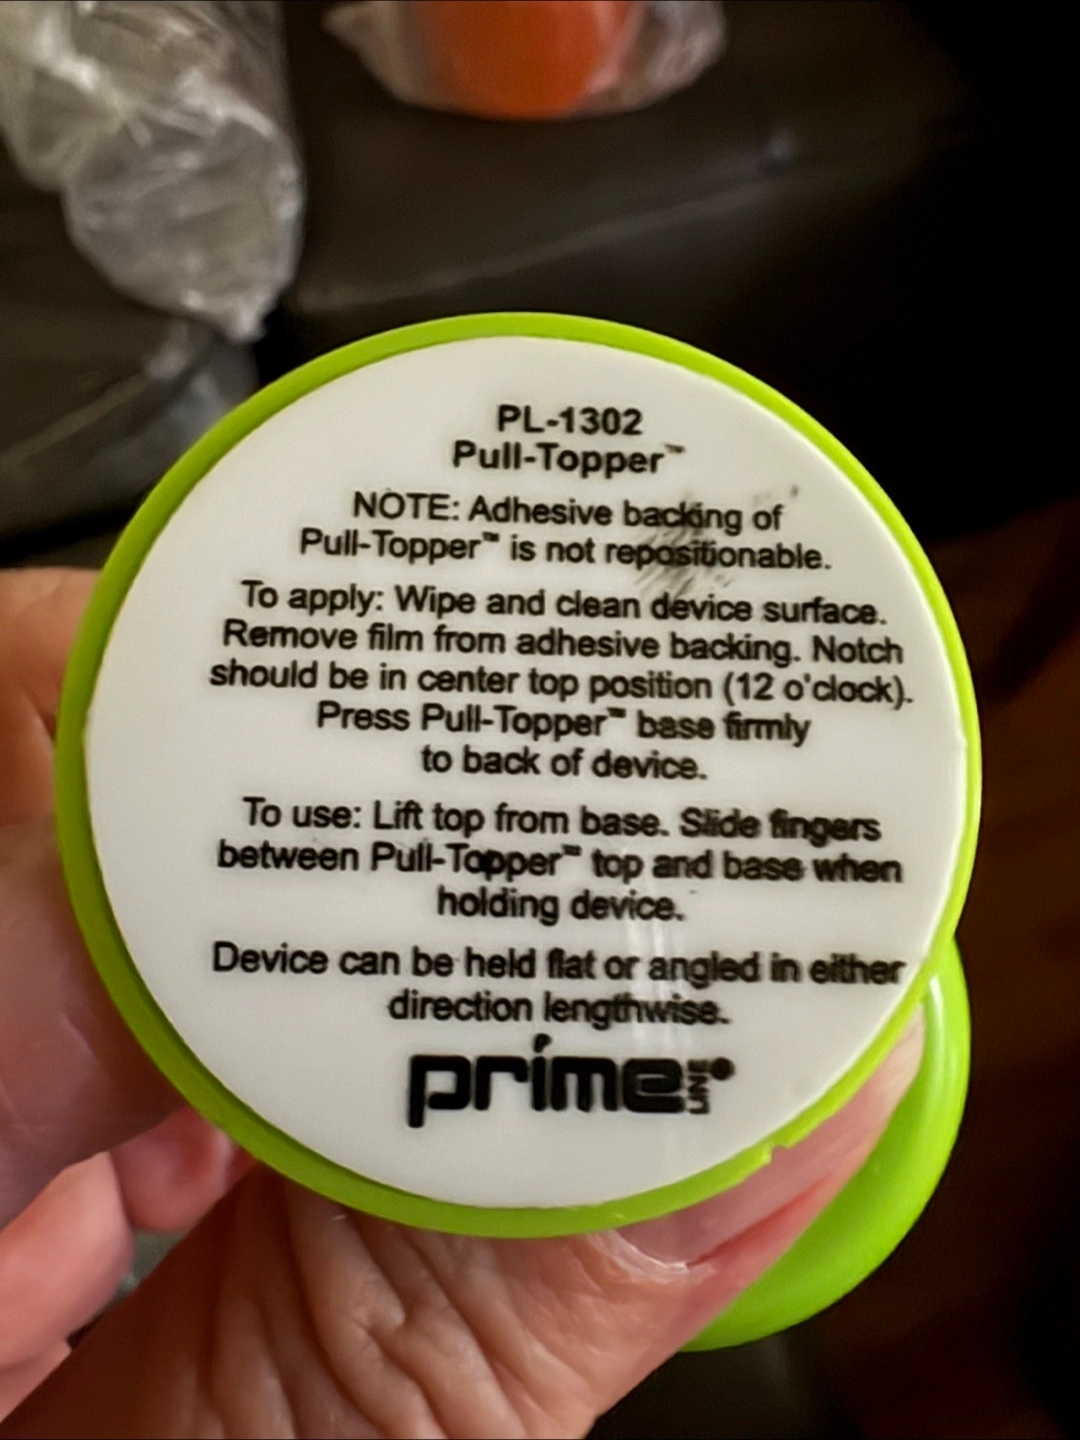 PL-1302
Pull-Topper™
NOTE: Adhesive backing of
Pull-Topper™ is not repositionable.
To apply: Wipe and clean device surface.
Remove film from adhesive backing. Notch
should be in center top position (12 o'clock).
Press Pull-Topper™ base firmly
to back of device.
To use: Lift top from base. Slide fingers
between Pull-Topper™ top and base when
holding device.
Device can be held flat or angled in either
direction lengthwise.
príme LINE